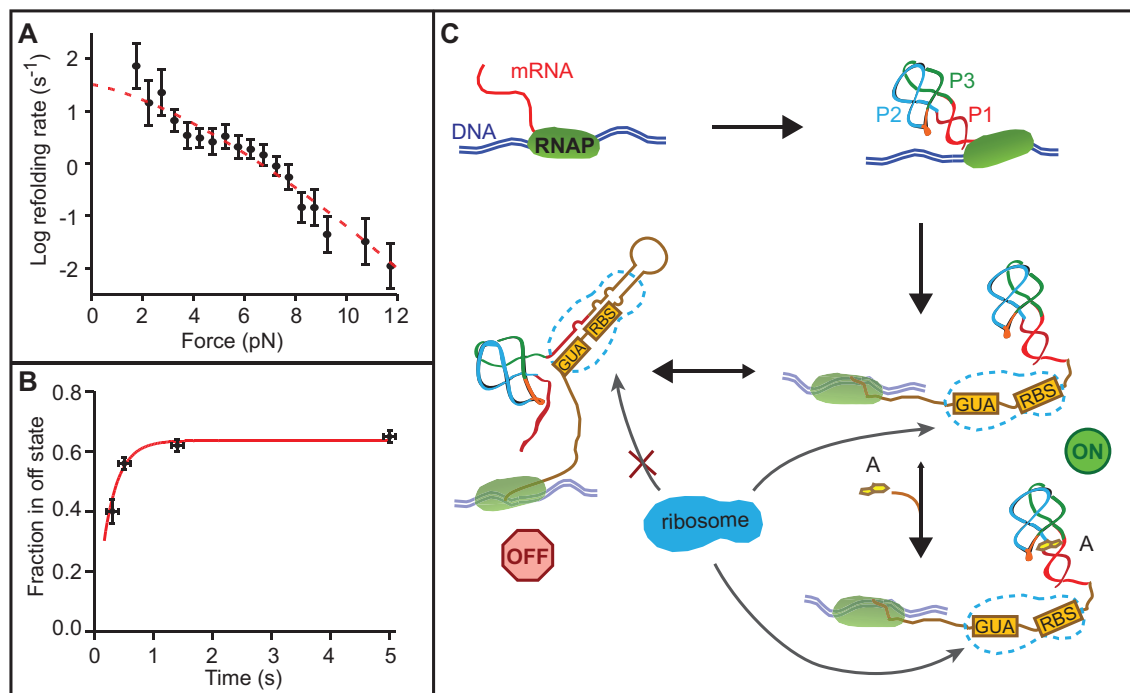 A
Log refolding rate (s⁻¹)
2
1
0
-1
-2
0 2 4 6 8 10 12
Force (pN)
B
Fraction in off state
0.8
0.6
0.4
0.2
0.0
0 1 2 3 4 5
Time (s)
C
mRNA
DNA
RNAP
P3
P2
P1
GUA
RBS
OFF
GUA
RBS
ON
A
ribosome
A
GUA
RBS